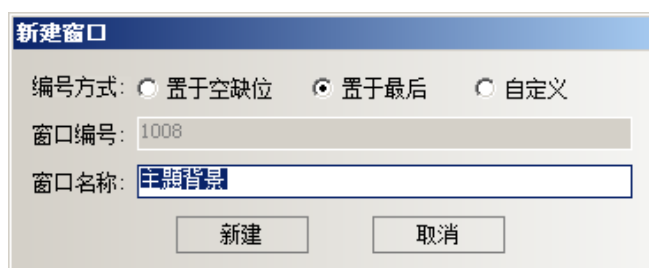 新建窗口
编号方式: 置于空缺位 置于最后 自定义
窗口编号: 1008
窗口名称: 主題背景
新建 取消